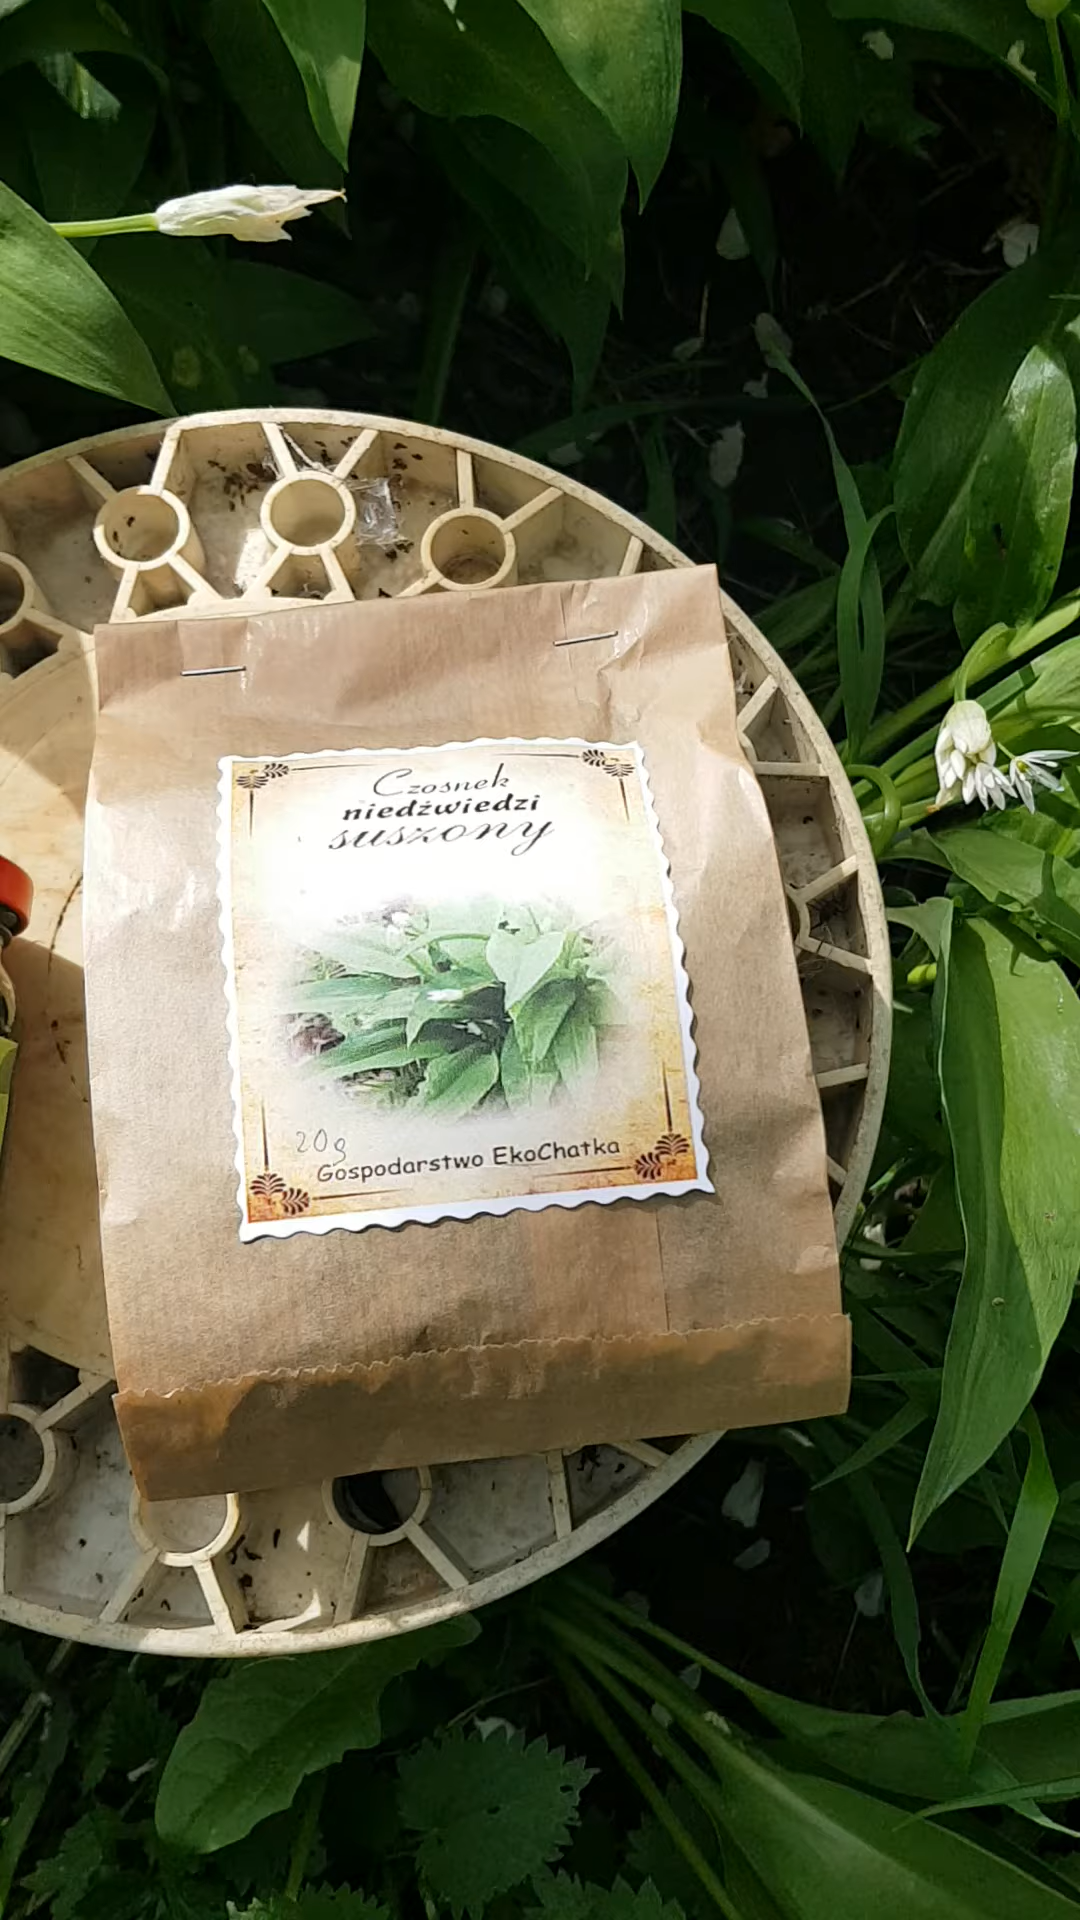 Czosnek
niedźwiedzi
suszony
20g
Gospodarstwo EkoChatka